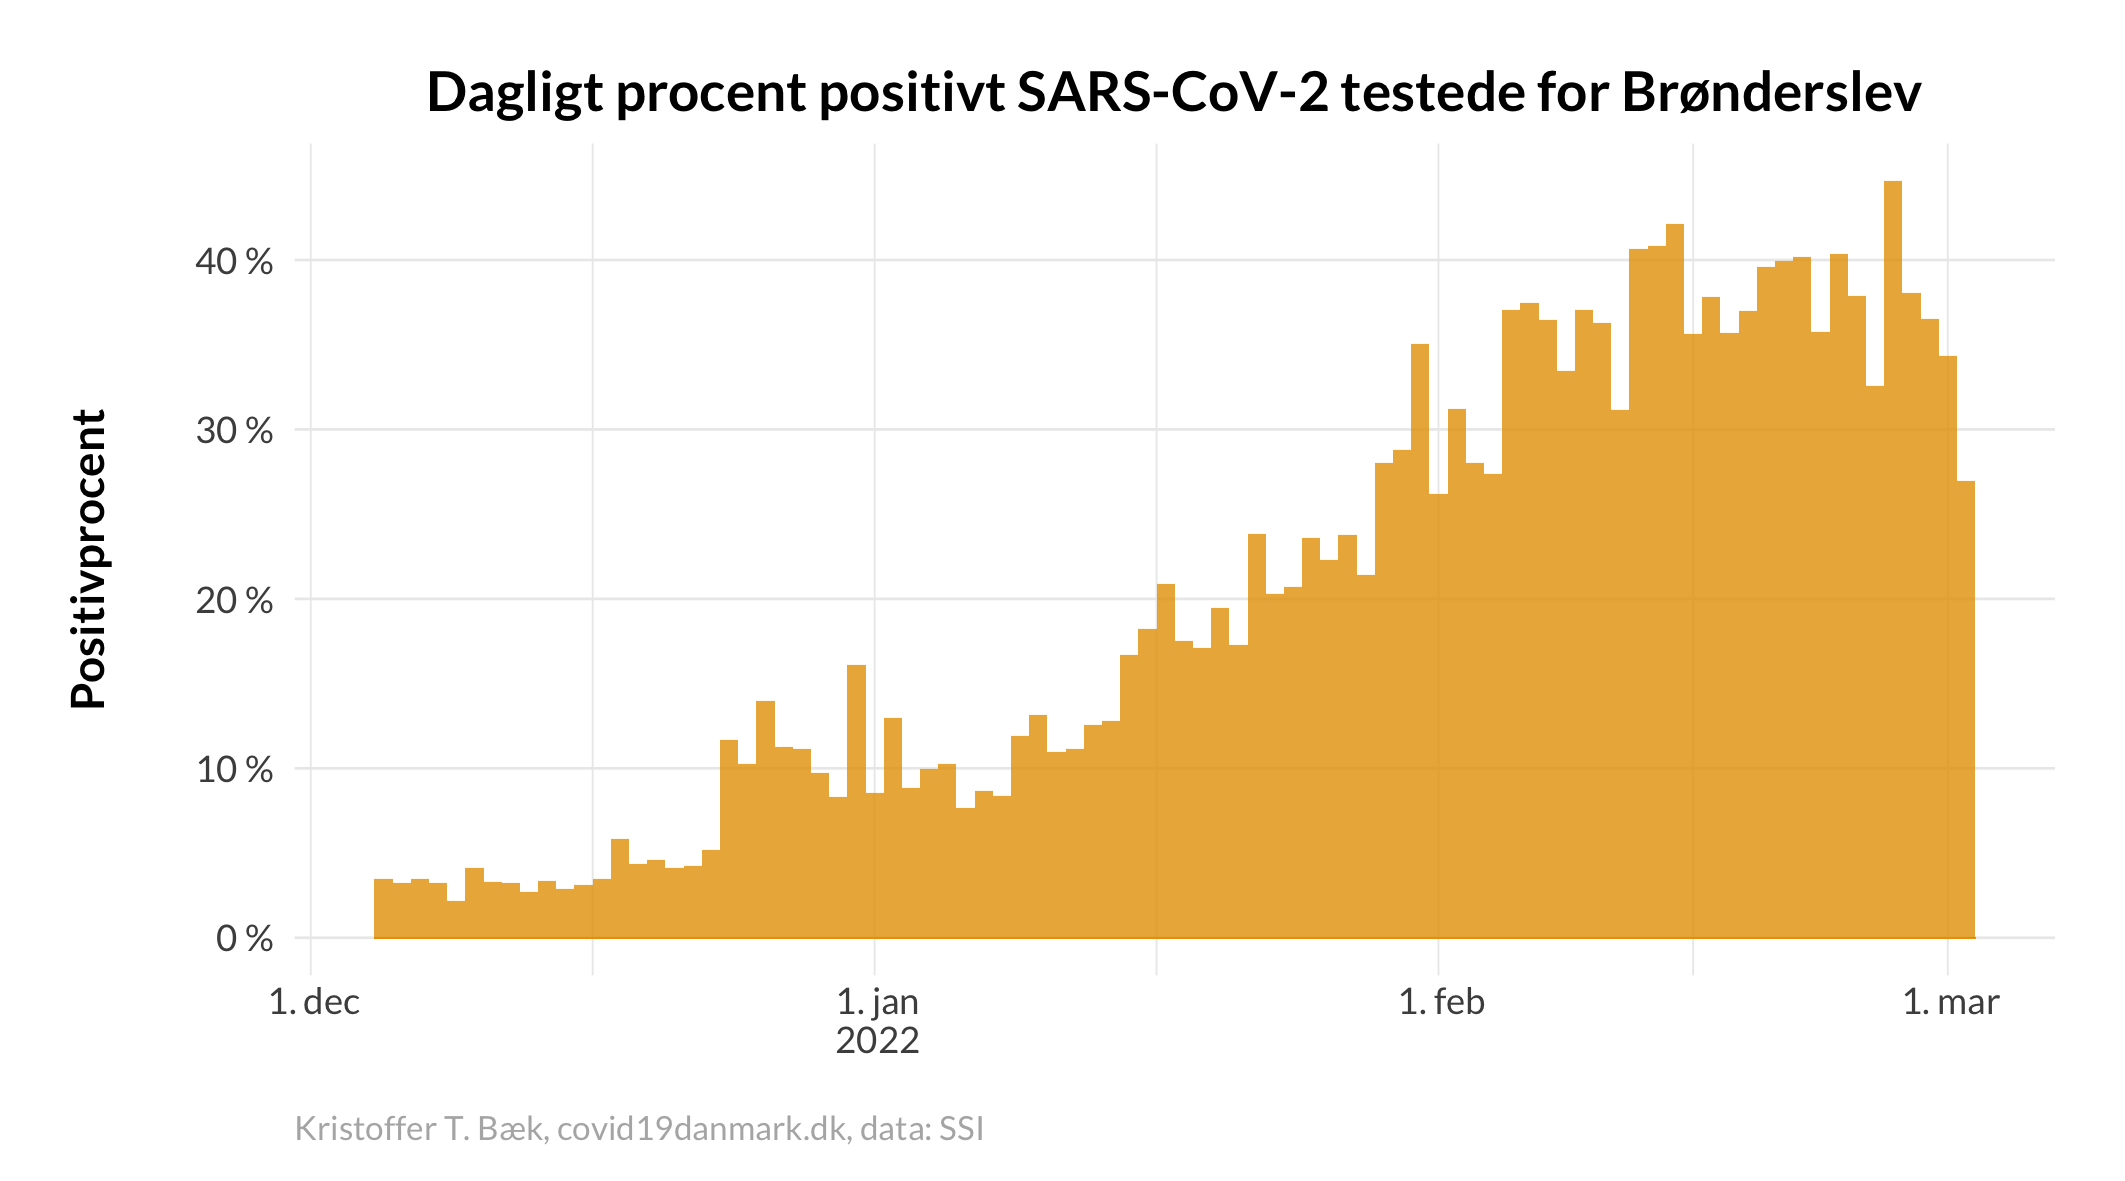 Dagligt procent positivt SARS-CoV-2 testede for Brønderslev
Positivprocent
40 %
30 %
20 %
10 %
0 %
1. dec
1. jan
2022
1. feb
1. mar
Kristoffer T. Bæk, covid19danmark.dk, data: SSI